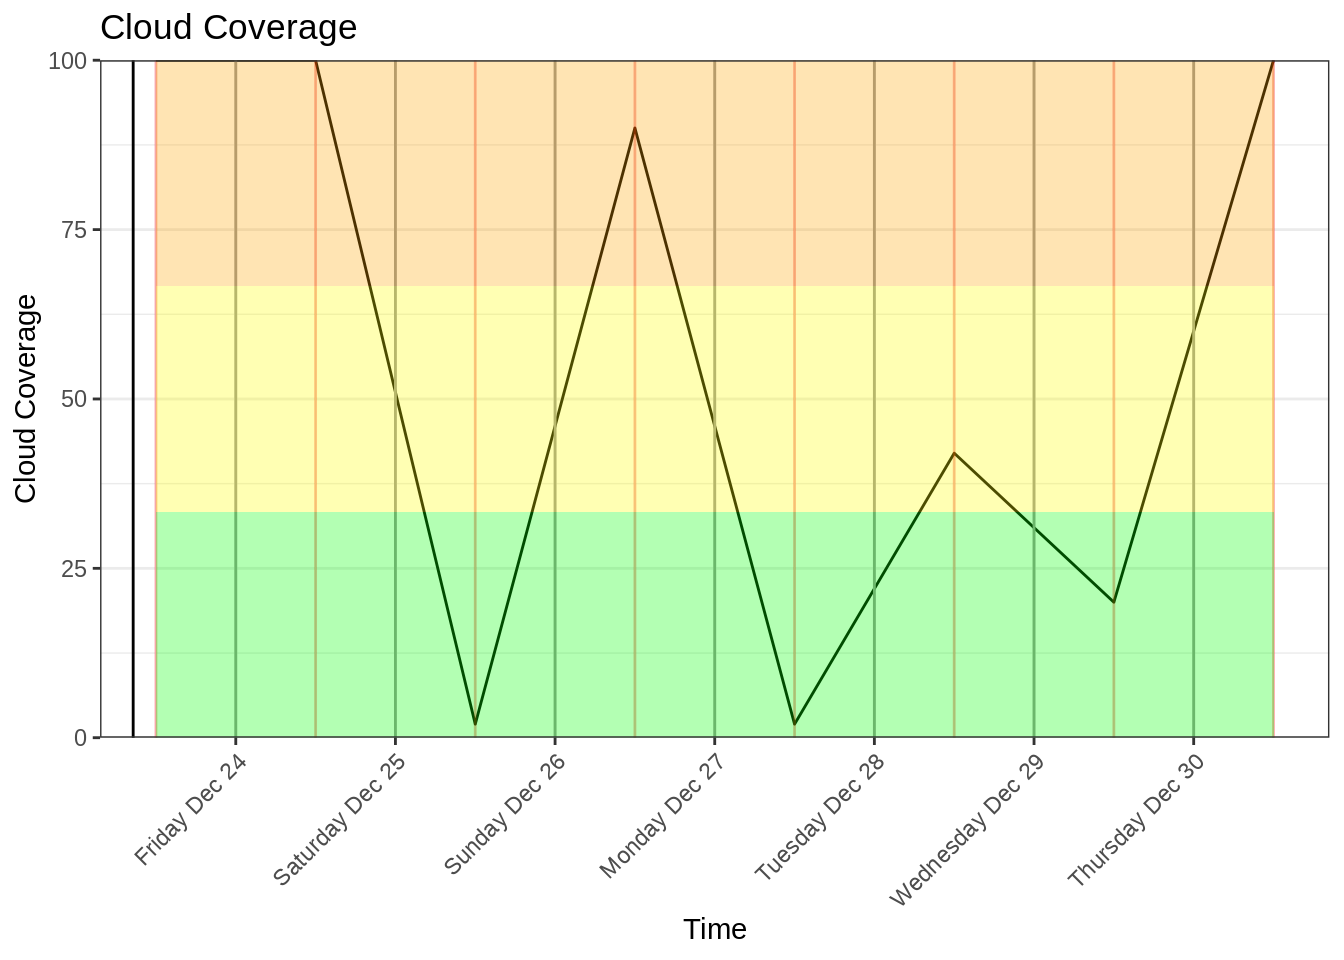 Cloud Coverage
Cloud Coverage
100
75
50
25
0
Friday Dec 24
Saturday Dec 25
Sunday Dec 26
Monday Dec 27
Tuesday Dec 28
Wednesday Dec 29
Thursday Dec 30
Time